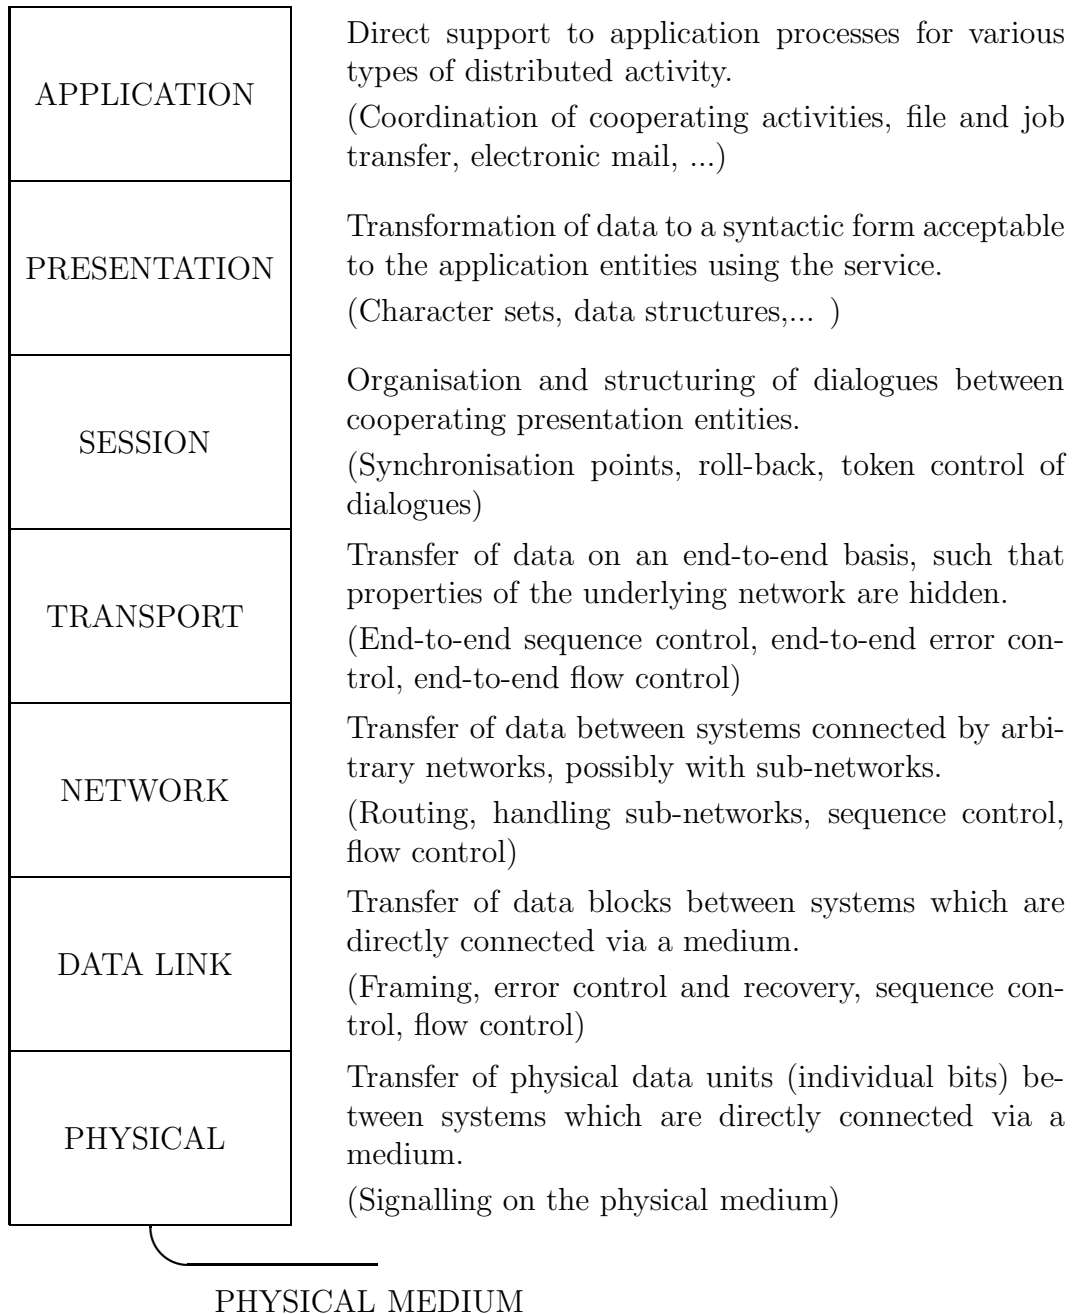 APPLICATION
Direct support to application processes for various
types of distributed activity.
(Coordination of cooperating activities, file and job
transfer, electronic mail, ...)
PRESENTATION
Transformation of data to a syntactic form acceptable
to the application entities using the service.
(Character sets, data structures,... )
SESSION
Organisation and structuring of dialogues between
cooperating presentation entities.
(Synchronisation points, roll-back, token control of
dialogues)
TRANSPORT
Transfer of data on an end-to-end basis, such that
properties of the underlying network are hidden.
(End-to-end sequence control, end-to-end error con-
trol, end-to-end flow control)
NETWORK
Transfer of data between systems connected by arbi-
trary networks, possibly with sub-networks.
(Routing, handling sub-networks, sequence control,
flow control)
DATA LINK
Transfer of data blocks between systems which are
directly connected via a medium.
(Framing, error control and recovery, sequence con-
trol, flow control)
PHYSICAL
Transfer of physical data units (individual bits) be-
tween systems which are directly connected via a
medium.
(Signalling on the physical medium)
PHYSICAL MEDIUM